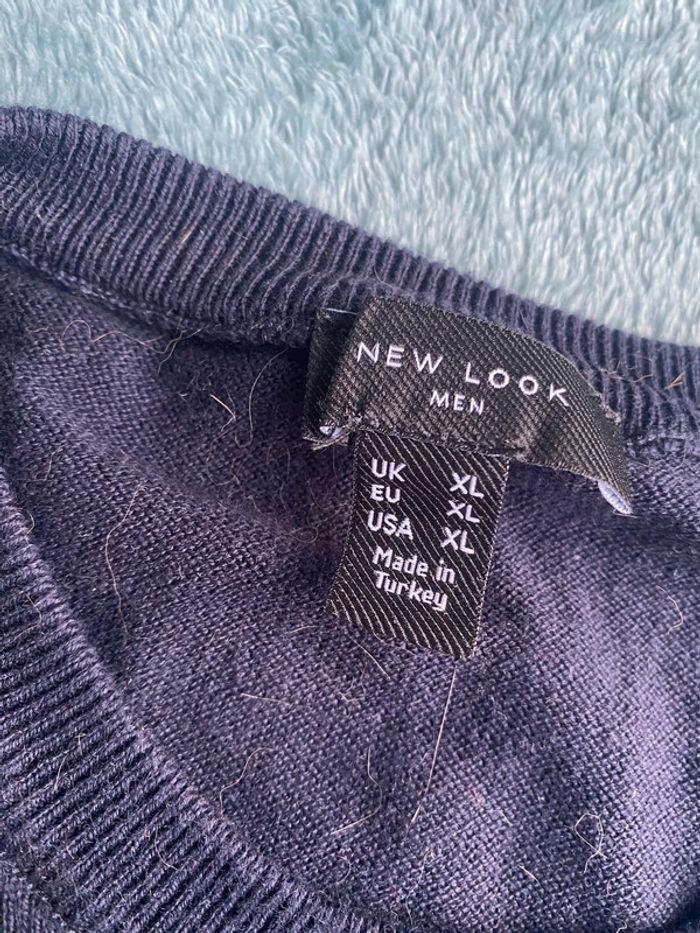 NEW LOOK
MEN
UK XL
EU XL
USA XL
Made in
Turkey